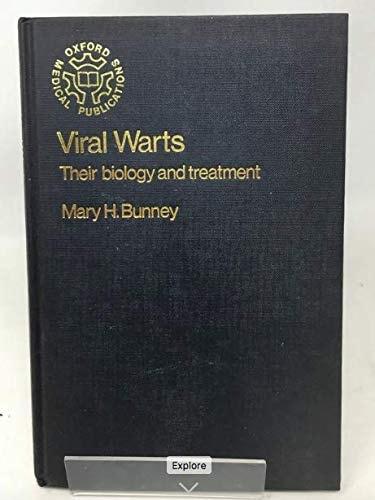 OXFORD MEDICAL PUBLICATIONS
Viral Warts
Their biology and treatment
Mary H. Bunney
Explore